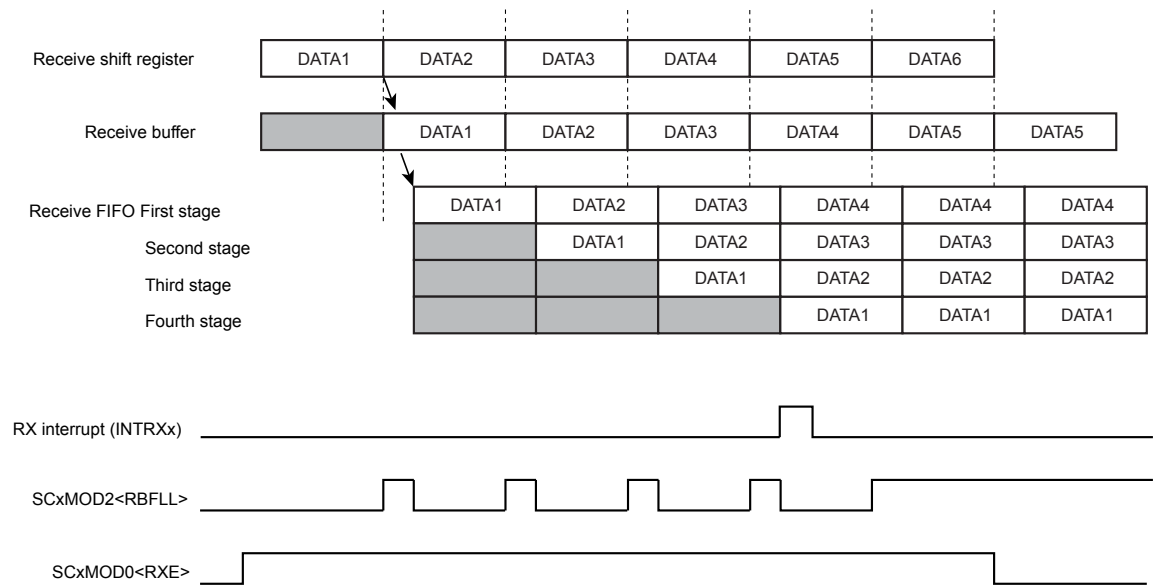 Receive shift register DATA1 DATA2 DATA3 DATA4 DATA5 DATA6
Receive buffer DATA1 DATA2 DATA3 DATA4 DATA5 DATA5
Receive FIFO First stage DATA1 DATA2 DATA3 DATA4 DATA4 DATA4
Second stage DATA1 DATA2 DATA3 DATA3 DATA3
Third stage DATA1 DATA2 DATA2 DATA2
Fourth stage DATA1 DATA1 DATA1
RX interrupt (INTRXx)
SCxMOD2<RBFLL>
SCxMOD0<RXE>